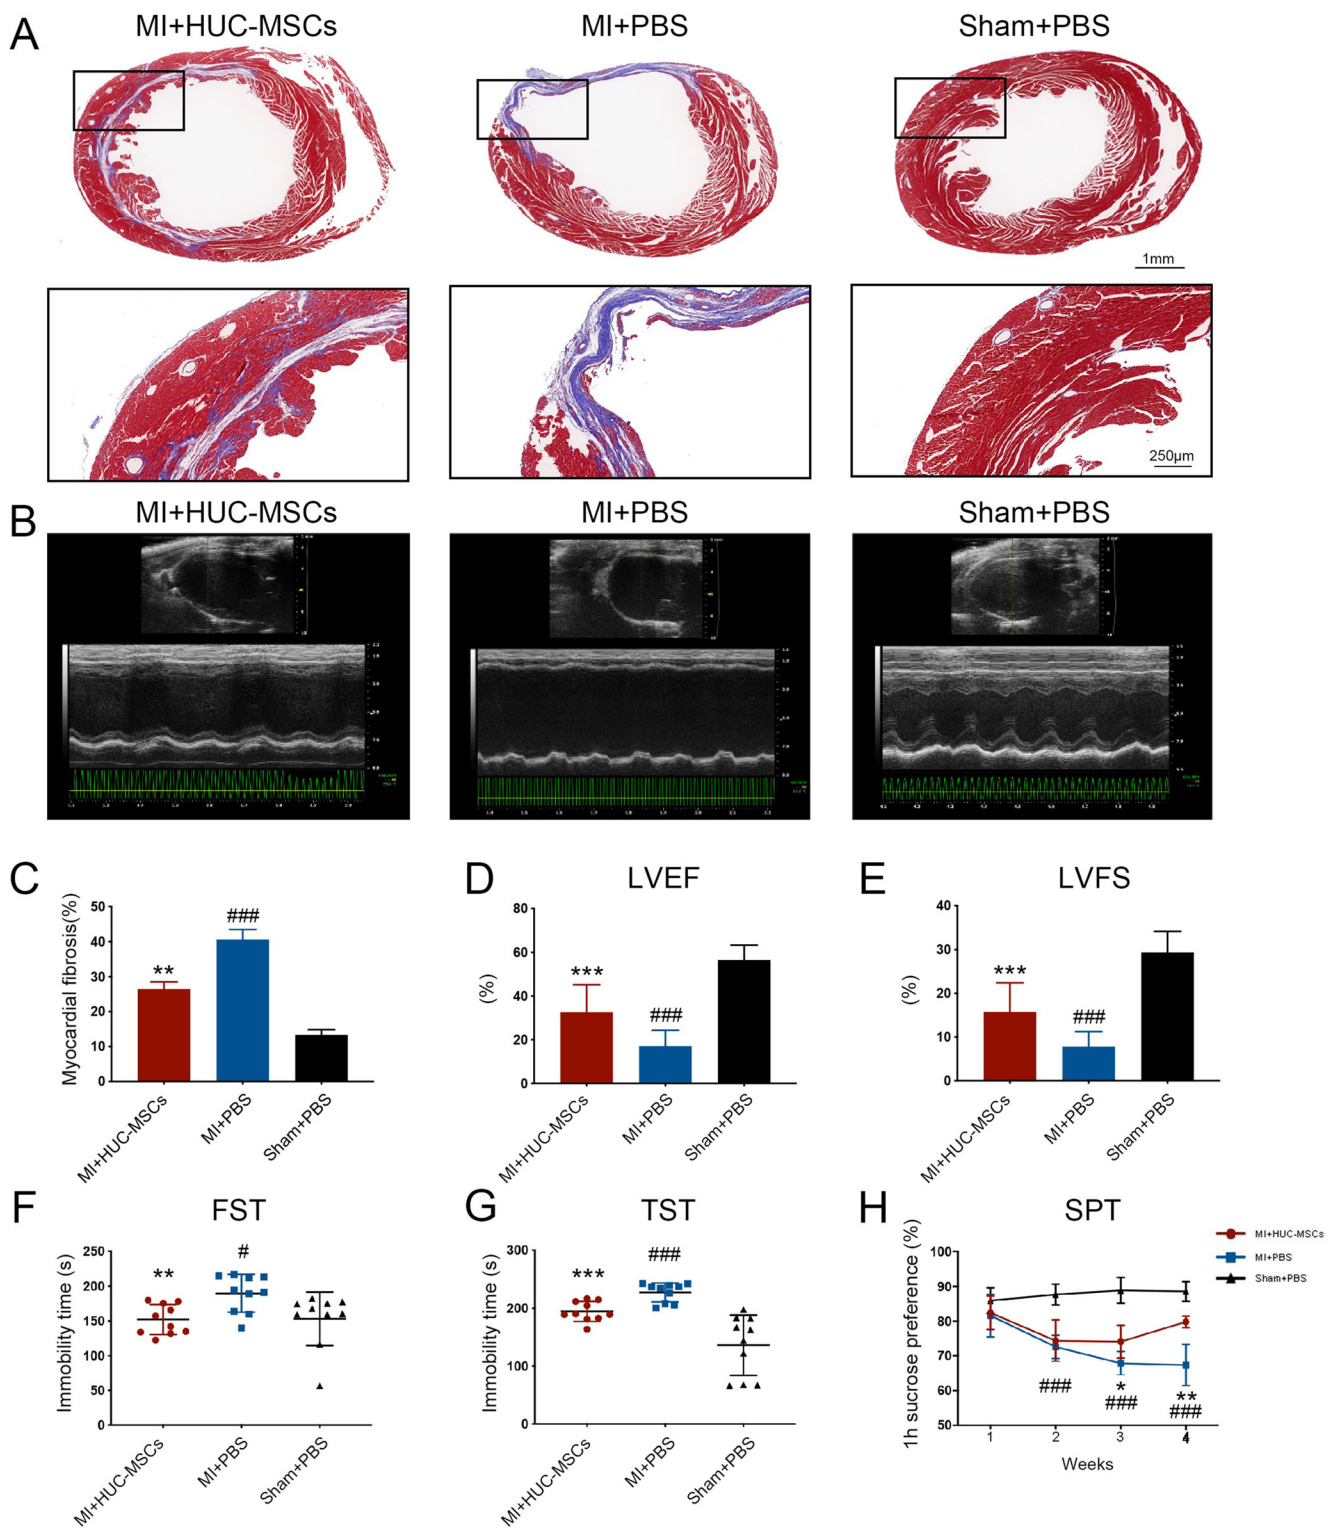 A
MI+HUC-MSCs
MI+PBS
Sham+PBS
1mm
250μm
B
MI+HUC-MSCs
MI+PBS
Sham+PBS
C
Myocardial fibrosis(%)
50
40
30
20
10
0
**
###
MI+HUC-MSCs
MI+PBS
Sham+PBS
D
LVEF
(%)
80
60
40
20
0
***
###
MI+HUC-MSCs
MI+PBS
Sham+PBS
E
LVFS
(%)
40
30
20
10
0
***
###
MI+HUC-MSCs
MI+PBS
Sham+PBS
F
FST
Immobility time (s)
250
200
150
100
50
0
**
#
MI+HUC-MSCs
MI+PBS
Sham+PBS
G
TST
Immobility time (s)
300
200
100
0
***
###
MI+HUC-MSCs
MI+PBS
Sham+PBS
H
SPT
1h sucrose preference (%)
100
90
80
70
60
50
###
*
###
**
###
1
2
3
4
Weeks
MI+HUC-MSCs
MI+PBS
Sham+PBS